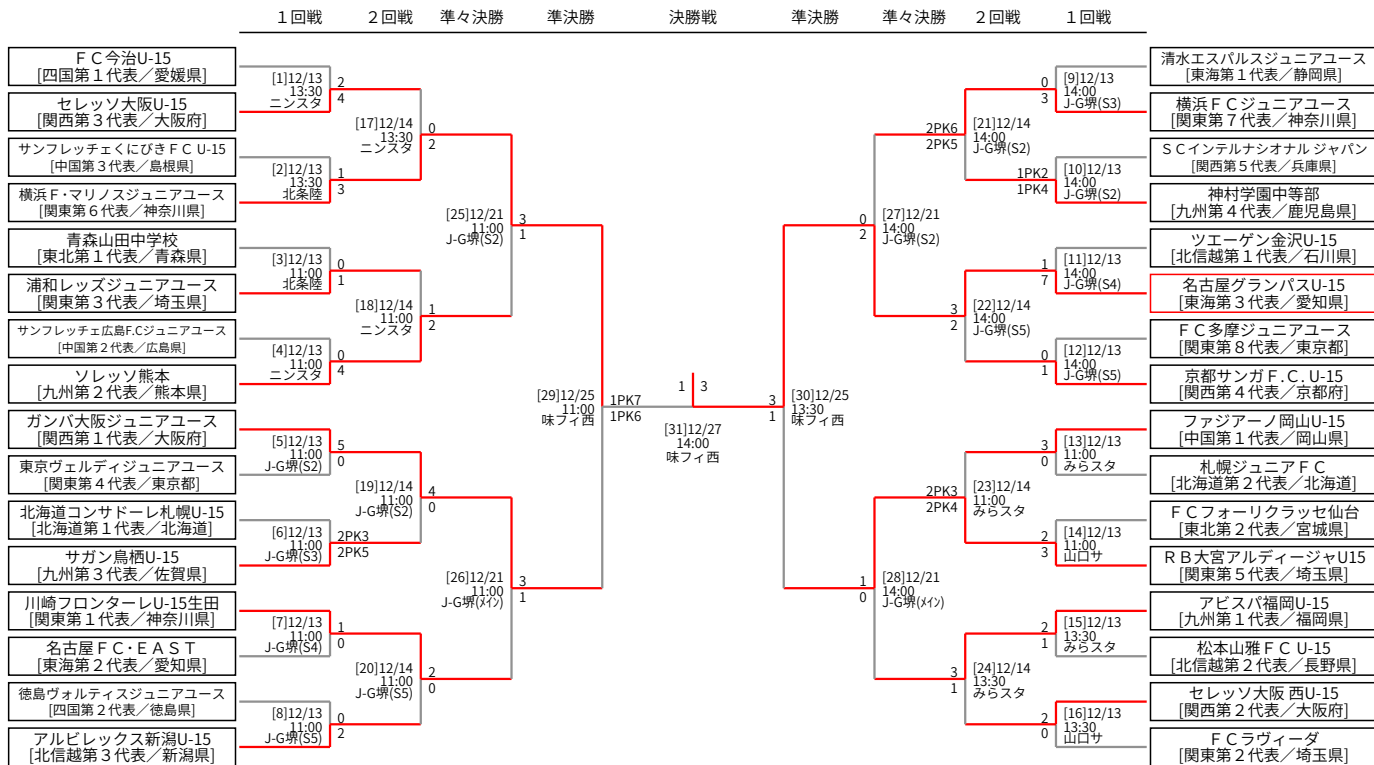 １回戦
２回戦
準々決勝
準決勝
決勝戦
準決勝
準々決勝
２回戦
１回戦
ＦＣ今治U-15
[四国第１代表／愛媛県]
セレッソ大阪U-15
[関西第３代表／大阪府]
サンフレッチェくにびきＦＣ U-15
[中国第３代表／島根県]
横浜Ｆ･マリノスジュニアユース
[関東第６代表／神奈川県]
青森山田中学校
[東北第１代表／青森県]
浦和レッズジュニアユース
[関東第３代表／埼玉県]
サンフレッチェ広島F.Cジュニアユース
[中国第２代表／広島県]
ソレッソ熊本
[九州第２代表／熊本県]
ガンバ大阪ジュニアユース
[関西第１代表／大阪府]
東京ヴェルディジュニアユース
[関東第４代表／東京都]
北海道コンサドーレ札幌U-15
[北海道第１代表／北海道]
サガン鳥栖U-15
[九州第３代表／佐賀県]
川崎フロンターレU-15生田
[関東第１代表／神奈川県]
名古屋ＦＣ･ＥＡＳＴ
[東海第２代表／愛知県]
徳島ヴォルティスジュニアユース
[四国第２代表／徳島県]
アルビレックス新潟U-15
[北信越第３代表／新潟県]
[1]12/13
13:30
ニンスタ
2
4
[2]12/13
13:30
北条陸
1
3
[3]12/13
11:00
北条陸
0
1
[4]12/13
11:00
ニンスタ
0
4
[5]12/13
11:00
J-G堺(S2)
5
0
[6]12/13
11:00
J-G堺(S3)
2PK3
2PK5
[7]12/13
11:00
J-G堺(S4)
1
0
[8]12/13
11:00
J-G堺(S5)
0
2
[17]12/14
13:30
ニンスタ
0
2
[18]12/14
11:00
ニンスタ
1
2
[19]12/14
11:00
J-G堺(S2)
4
0
[20]12/14
11:00
J-G堺(S5)
2
0
[25]12/21
11:00
J-G堺(S2)
3
1
[26]12/21
11:00
J-G堺(ﾒｲﾝ)
3
1
[29]12/25
11:00
味フィ西
1PK7
1PK6
1
3
[31]12/27
14:00
味フィ西
3
1
[30]12/25
13:30
味フィ西
0
2
[27]12/21
14:00
J-G堺(S2)
1
0
[28]12/21
14:00
J-G堺(ﾒｲﾝ)
2PK6
2PK5
[21]12/14
14:00
J-G堺(S2)
3
2
[22]12/14
14:00
J-G堺(S5)
2PK3
2PK4
[23]12/14
11:00
みらスタ
3
1
[24]12/14
13:30
みらスタ
0
3
[9]12/13
14:00
J-G堺(S3)
1PK2
1PK4
[10]12/13
14:00
J-G堺(S2)
1
7
[11]12/13
14:00
J-G堺(S4)
0
1
[12]12/13
14:00
J-G堺(S5)
3
0
[13]12/13
11:00
みらスタ
2
3
[14]12/13
11:00
山口サ
2
1
[15]12/13
13:30
みらスタ
2
0
[16]12/13
13:30
山口サ
清水エスパルスジュニアユース
[東海第１代表／静岡県]
横浜ＦＣジュニアユース
[関東第７代表／神奈川県]
ＳＣインテルナシオナル ジャパン
[関西第５代表／兵庫県]
神村学園中等部
[九州第４代表／鹿児島県]
ツエーゲン金沢U-15
[北信越第１代表／石川県]
名古屋グランパスU-15
[東海第３代表／愛知県]
ＦＣ多摩ジュニアユース
[関東第８代表／東京都]
京都サンガＦ.Ｃ. U-15
[関西第４代表／京都府]
ファジアーノ岡山U-15
[中国第１代表／岡山県]
札幌ジュニアＦＣ
[北海道第２代表／北海道]
ＦＣフォーリクラッセ仙台
[東北第２代表／宮城県]
ＲＢ大宮アルディージャU15
[関東第５代表／埼玉県]
アビスパ福岡U-15
[九州第１代表／福岡県]
松本山雅ＦＣ U-15
[北信越第２代表／長野県]
セレッソ大阪 西U-15
[関西第２代表／大阪府]
ＦＣラヴィーダ
[関東第２代表／埼玉県]